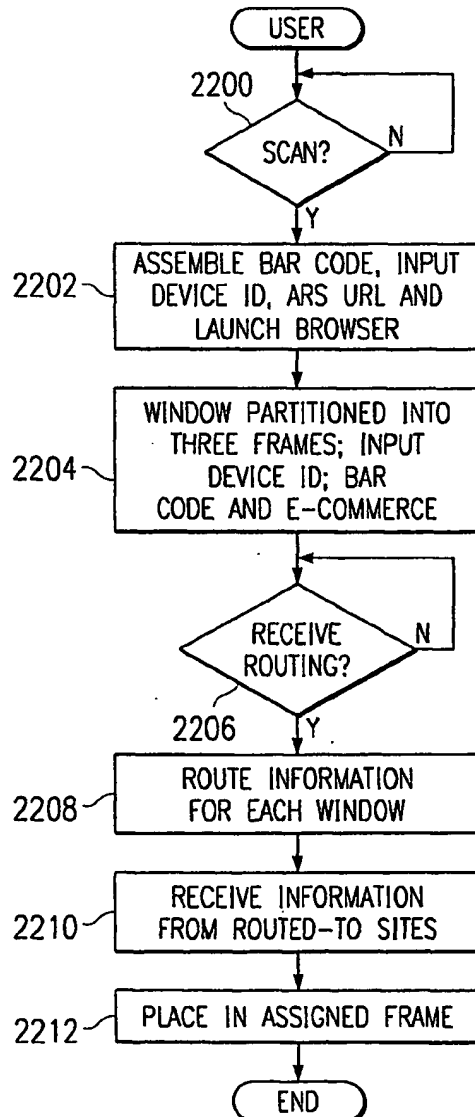 USER
2200
SCAN?
N
Y
2202
ASSEMBLE BAR CODE, INPUT
DEVICE ID, ARS URL AND
LAUNCH BROWSER
2204
WINDOW PARTITIONED INTO
THREE FRAMES; INPUT
DEVICE ID; BAR
CODE AND E-COMMERCE
RECEIVE
ROUTING?
N
2206
Y
2208
ROUTE INFORMATION
FOR EACH WINDOW
2210
RECEIVE INFORMATION
FROM ROUTED-TO SITES
2212
PLACE IN ASSIGNED FRAME
END